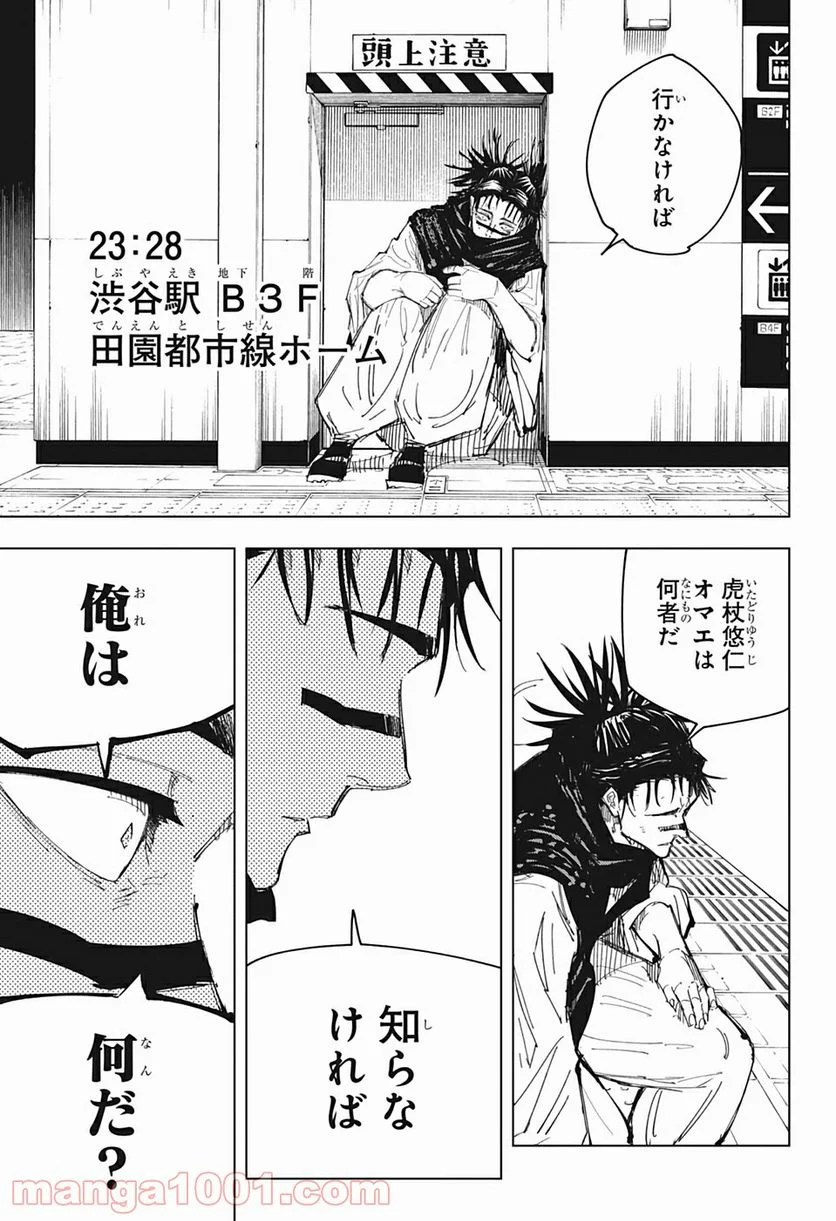 頭上注意
行かなければ
B2F
B4F
23:28
渋谷駅 B3F
田園都市線ホーム
虎杖悠仁
オマエは
何者だ
知らな
ければ
俺は
何だ?
manga1001.com